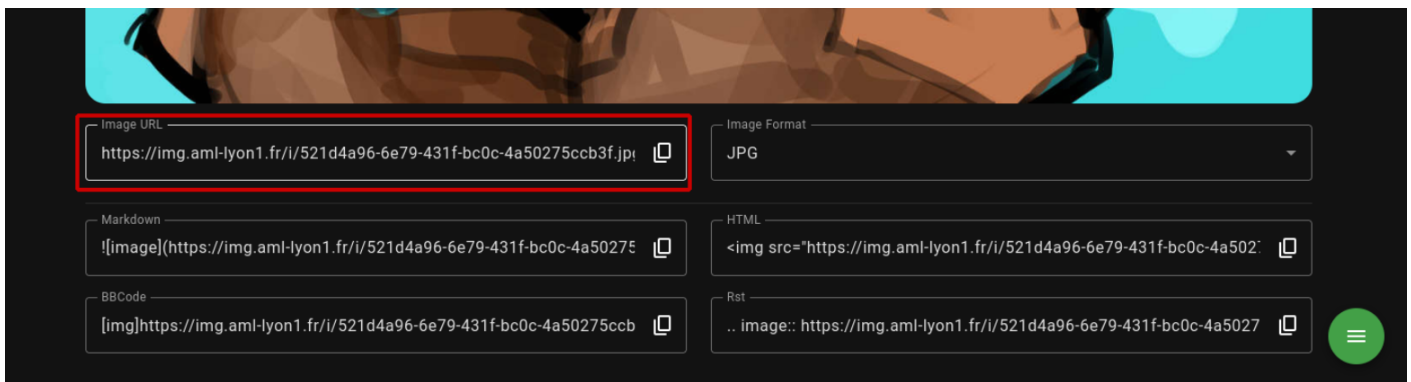 Image URL
https://img.aml-lyon1.fr/i/521d4a96-6e79-431f-bc0c-4a50275ccb3f.jpg
Image Format
JPG
Markdown
![image](https://img.aml-lyon1.fr/i/521d4a96-6e79-431f-bc0c-4a50275
HTML
<img src="https://img.aml-lyon1.fr/i/521d4a96-6e79-431f-bc0c-4a502
BBCode
[img]https://img.aml-lyon1.fr/i/521d4a96-6e79-431f-bc0c-4a50275ccb
Rst
.. image:: https://img.aml-lyon1.fr/i/521d4a96-6e79-431f-bc0c-4a5027